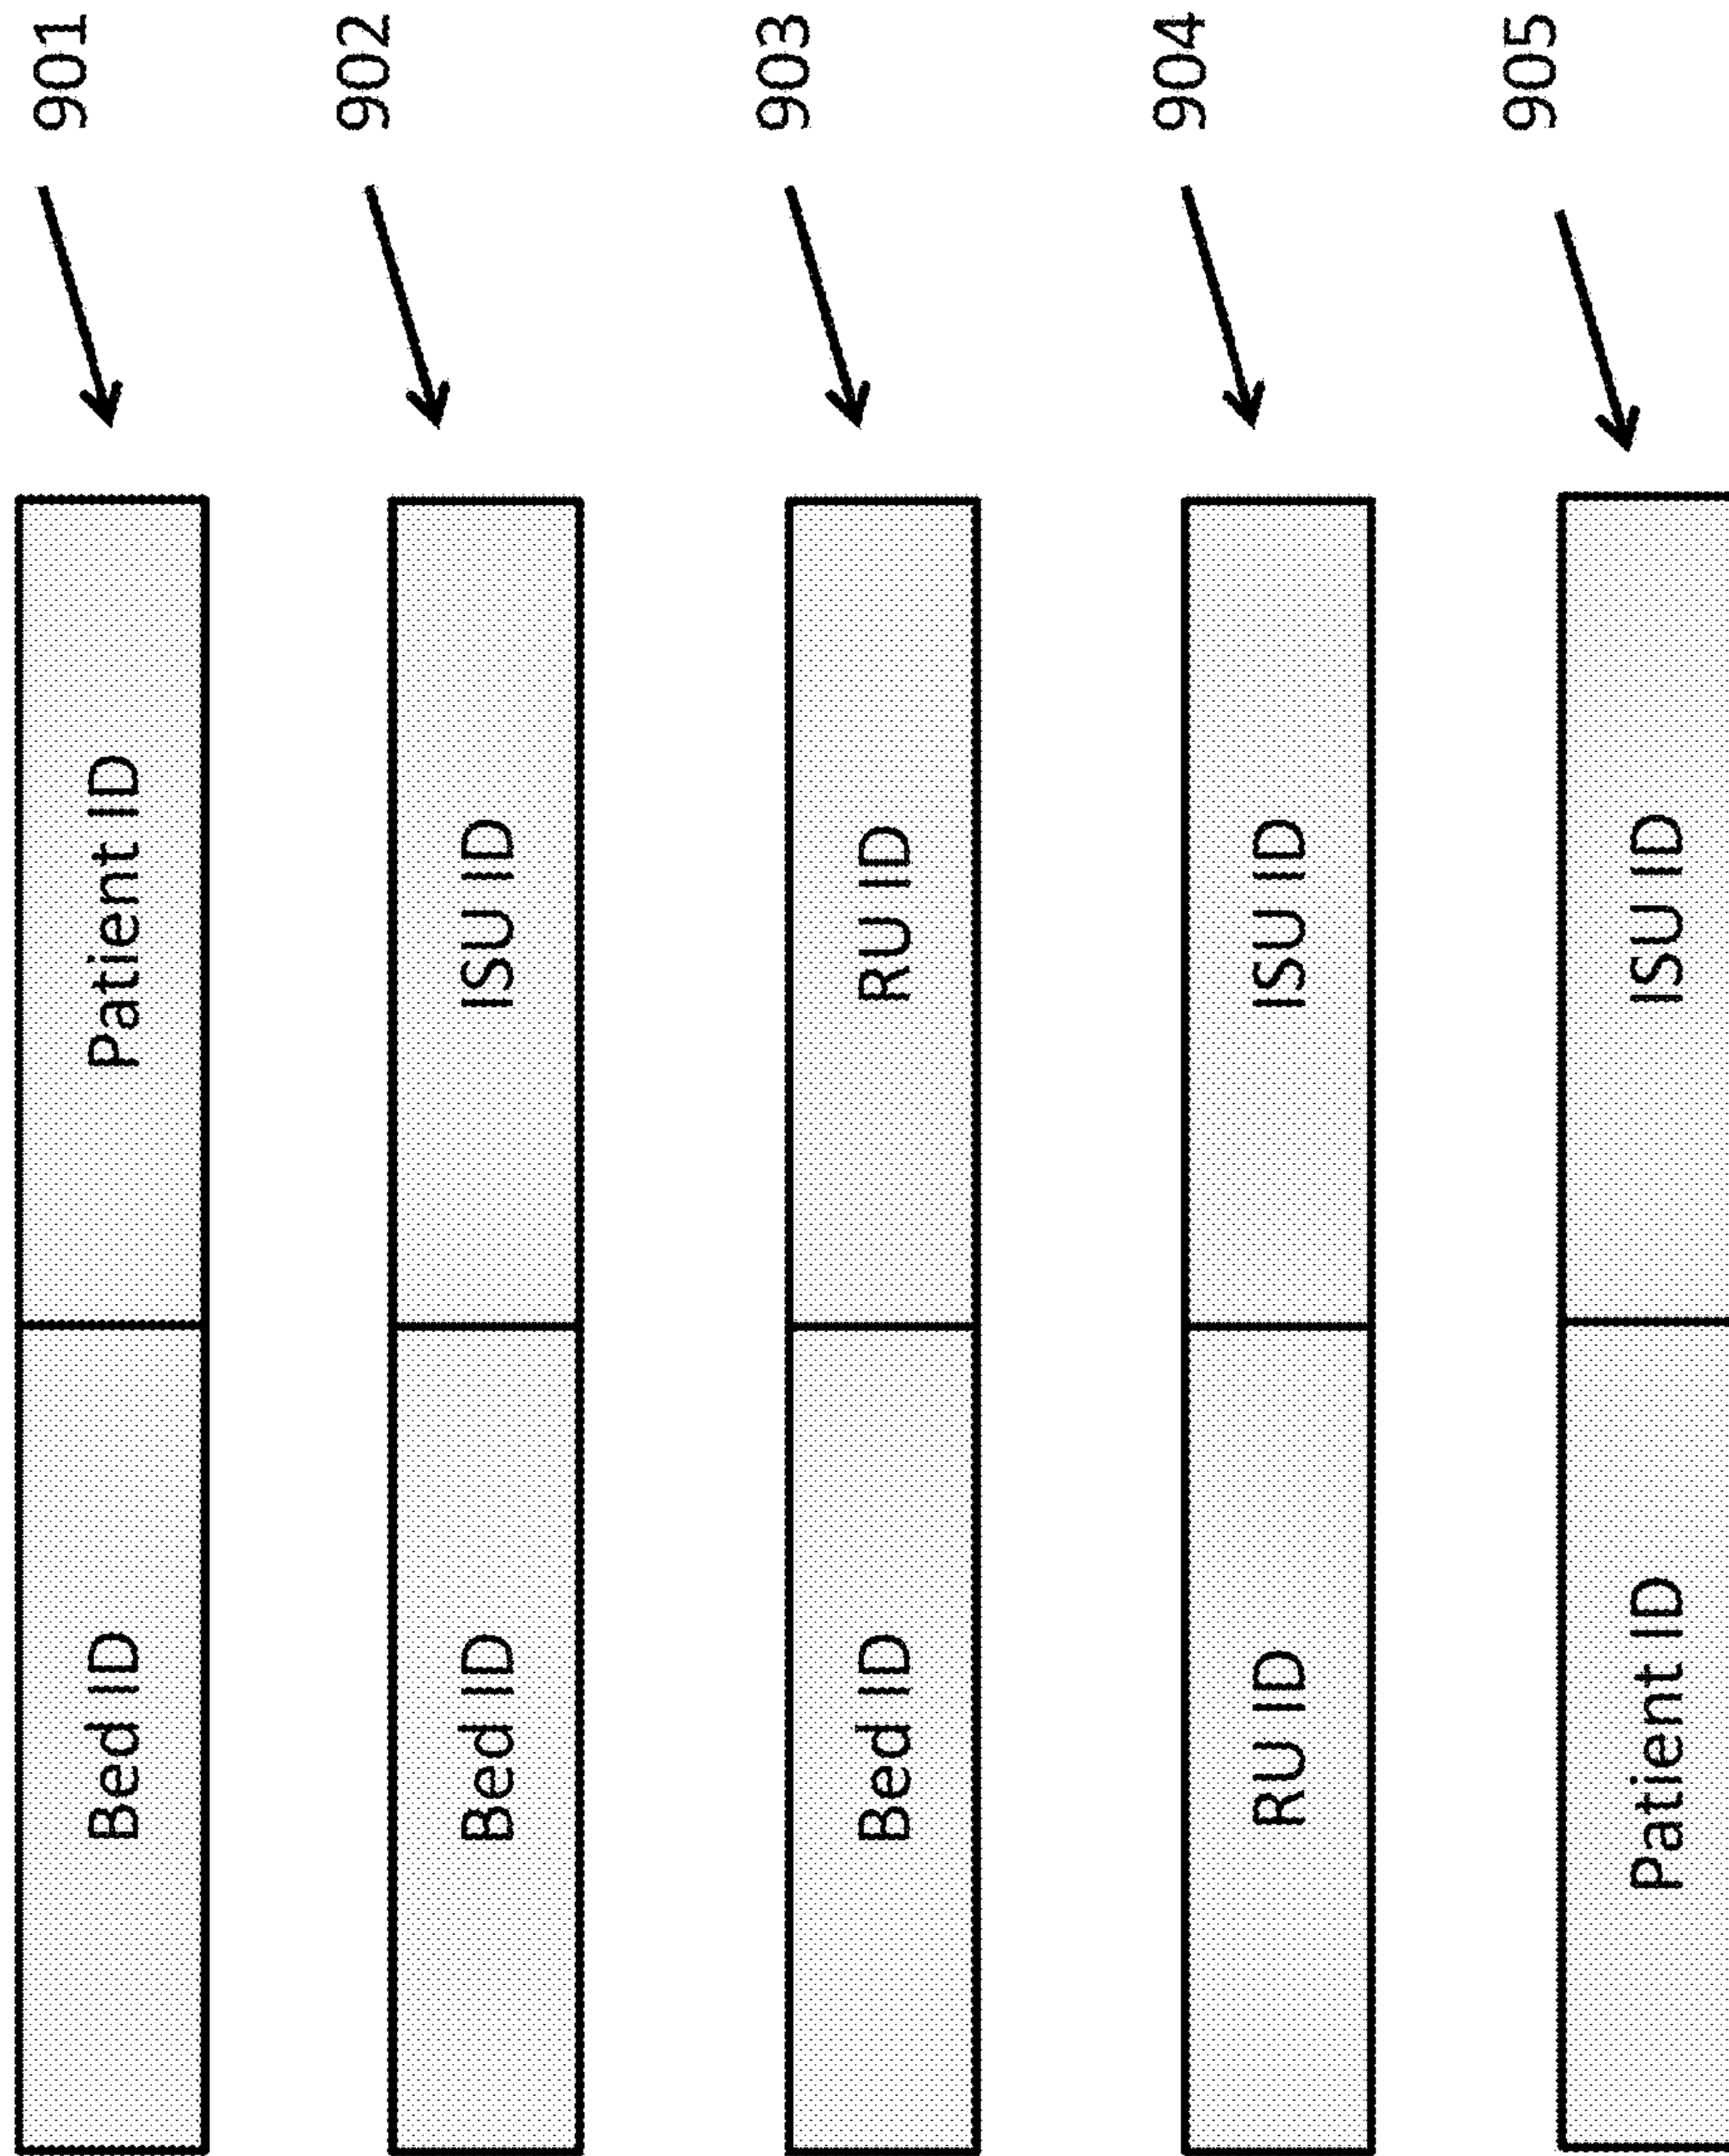 Bed ID Patient ID 901
Bed ID ISU ID 902
Bed ID RU ID 903
RU ID ISU ID 904
Patient ID ISU ID 905